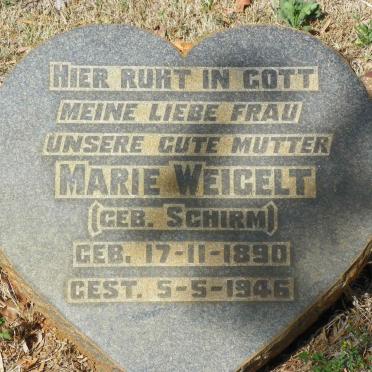 HIER RUHT IN GOTT
MEINE LIEBE FRAU
UNSERE GUTE MUTTER
MARIE WEIGELT
(GEB. SCHIRM)
GEB. 17-11-1890
GEST. 5-5-1946